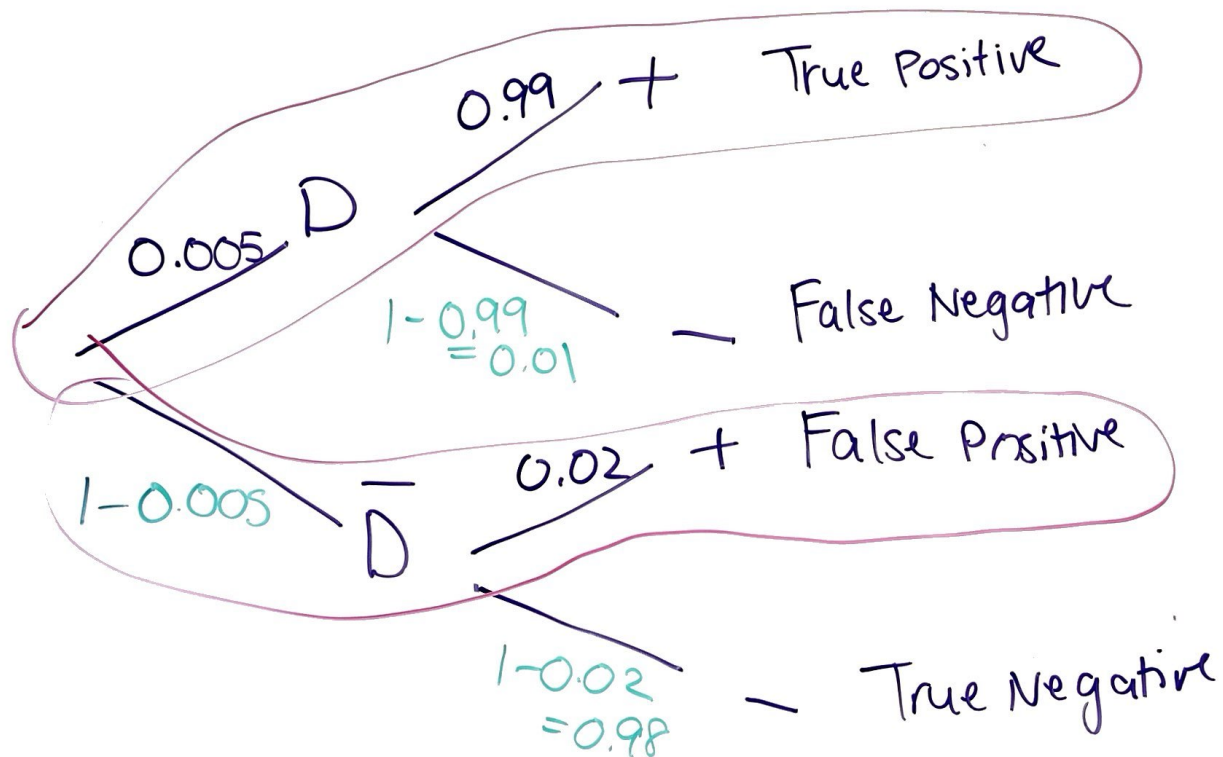 0.99 + True Positive
D
0.005
1-0.99
=0.01
— False Negative
0.02 + False Positive
1-0.005
D̅
1-0.02
=0.98
— True Negative